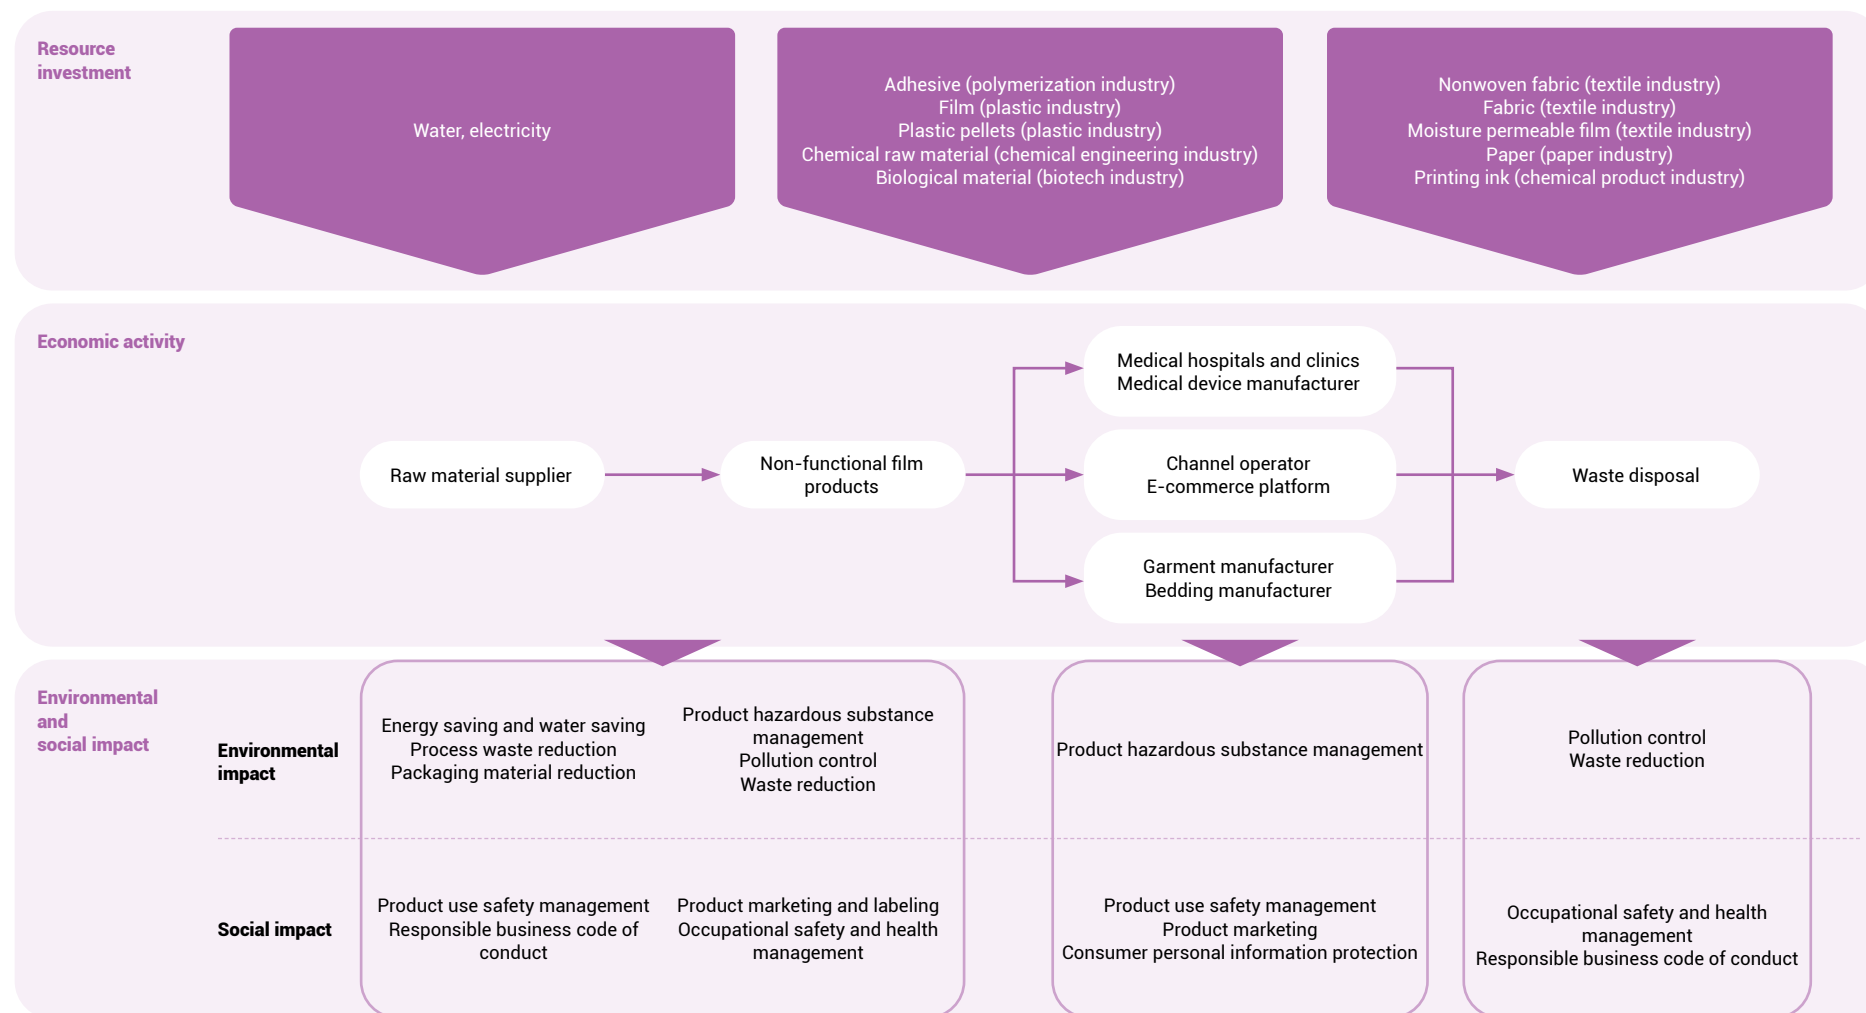 Resource
investment
Water, electricity
Adhesive (polymerization industry)
Film (plastic industry)
Plastic pellets (plastic industry)
Chemical raw material (chemical engineering industry)
Biological material (biotech industry)
Nonwoven fabric (textile industry)
Fabric (textile industry)
Moisture permeable film (textile industry)
Paper (paper industry)
Printing ink (chemical product industry)
Economic activity
Raw material supplier
Non-functional film
products
Medical hospitals and clinics
Medical device manufacturer
Channel operator
E-commerce platform
Garment manufacturer
Bedding manufacturer
Waste disposal
Environmental
and
social impact
Environmental
impact
Energy saving and water saving
Process waste reduction
Packaging material reduction
Product hazardous substance
management
Pollution control
Waste reduction
Product hazardous substance management
Pollution control
Waste reduction
Social impact
Product use safety management
Responsible business code of
conduct
Product marketing and labeling
Occupational safety and health
management
Product use safety management
Product marketing
Consumer personal information protection
Occupational safety and health
management
Responsible business code of conduct